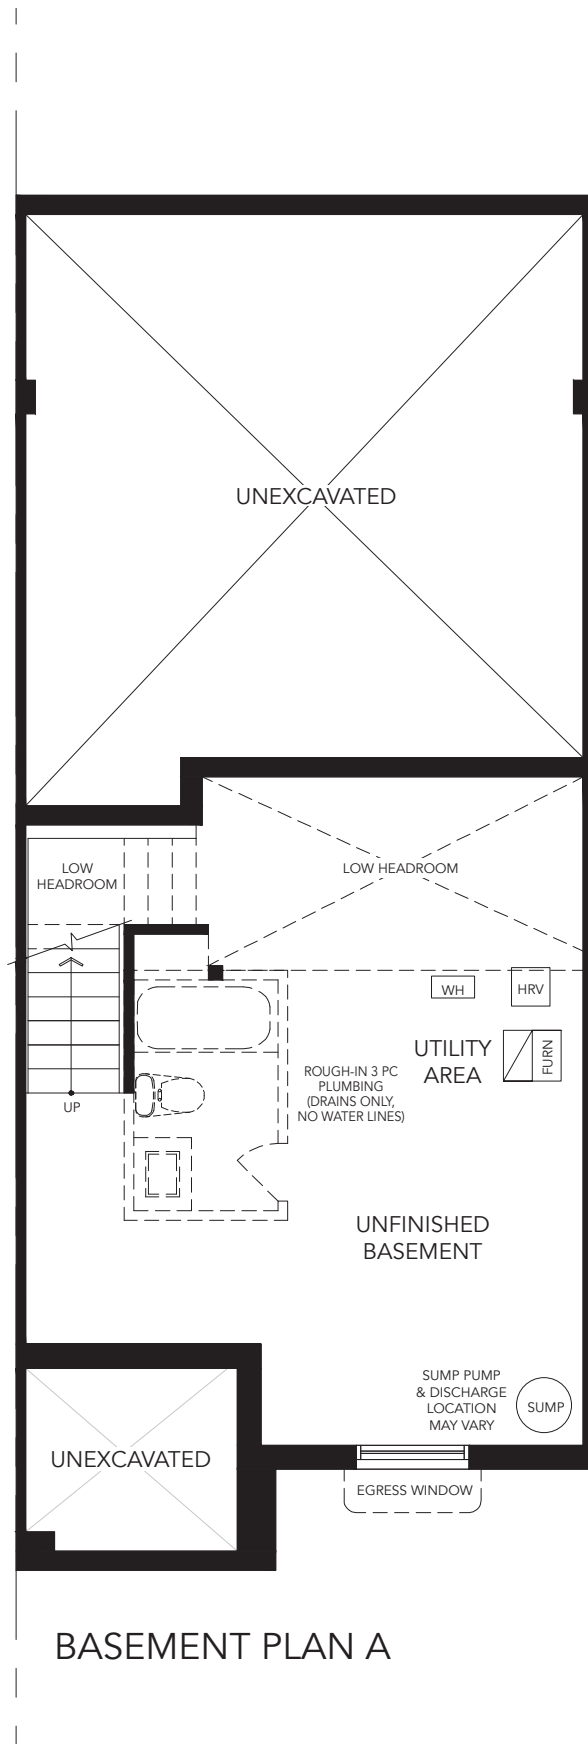 UNEXCAVATED
LOW
HEADROOM
LOW HEADROOM
WH
HRV
UTILITY
AREA
FURN
ROUGH-IN 3 PC
PLUMBING
(DRAINS ONLY,
NO WATER LINES)
UP
UNFINISHED
BASEMENT
SUMP PUMP
& DISCHARGE
LOCATION
MAY VARY
SUMP
UNEXCAVATED
EGRESS WINDOW
BASEMENT PLAN A